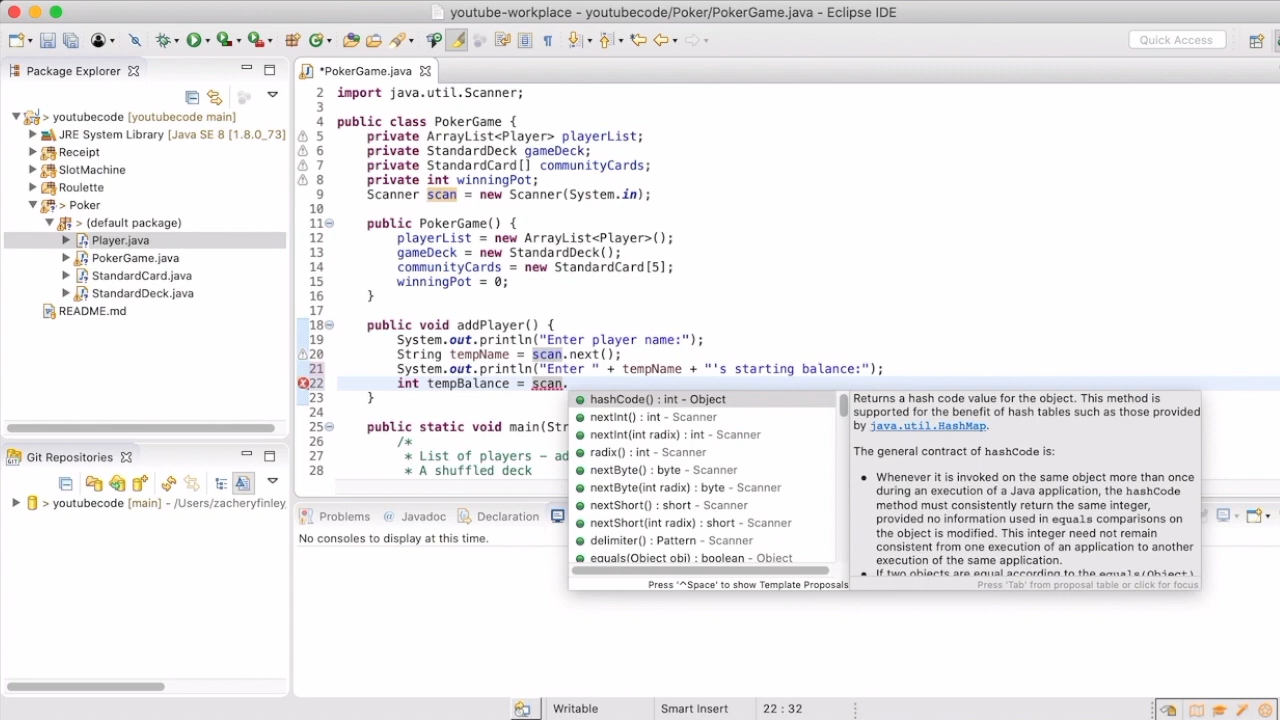 youtube-workplace - youtubecode/Poker/PokerGame.java - Eclipse IDE
Quick Access
Package Explorer
> youtubecode [youtubecode main]
JRE System Library [Java SE 8 [1.8.0_73]
Receipt
SlotMachine
Roulette
> Poker
> (default package)
Player.java
PokerGame.java
StandardCard.java
StandardDeck.java
README.md
Git Repositories
> youtubecode [main] - /Users/zacheryfinley
*PokerGame.java
2 import java.util.Scanner;
3
4 public class PokerGame {
5 private ArrayList<Player> playerList;
6 private StandardDeck gameDeck;
7 private StandardCard[] communityCards;
8 private int winningPot;
9 Scanner scan = new Scanner(System.in);
10
11 public PokerGame() {
12 playerList = new ArrayList<Player>();
13 gameDeck = new StandardDeck();
14 communityCards = new StandardCard[5];
15 winningPot = 0;
16 }
17
18 public void addPlayer() {
19 System.out.println("Enter player name:");
20 String tempName = scan.next();
21 System.out.println("Enter " + tempName + "'s starting balance:");
22 int tempBalance = scan.
23 }
24
25 public static void main(Str
26 /*
27 * List of players - ad
28 * A shuffled deck
hashCode() : int - Object
nextInt() : int - Scanner
nextInt(int radix) : int - Scanner
radix() : int - Scanner
nextByte() : byte - Scanner
nextByte(int radix) : byte - Scanner
nextShort() : short - Scanner
nextShort(int radix) : short - Scanner
delimiter() : Pattern - Scanner
equals(Object obj) : boolean - Object
Press '^Space' to show Template Proposals
Returns a hash code value for the object. This method is
supported for the benefit of hash tables such as those provided
by java.util.HashMap.
The general contract of hashCode is:
• Whenever it is invoked on the same object more than once
during an execution of a Java application, the hashCode
method must consistently return the same integer,
provided no information used in equals comparisons on
the object is modified. This integer need not remain
consistent from one execution of an application to another
execution of the same application.
• If two objects are equal according to the equals(Object)
Press 'Tab' from proposal table or click for focus
Problems
@ Javadoc
Declaration
No consoles to display at this time.
Writable
Smart Insert
22 : 32